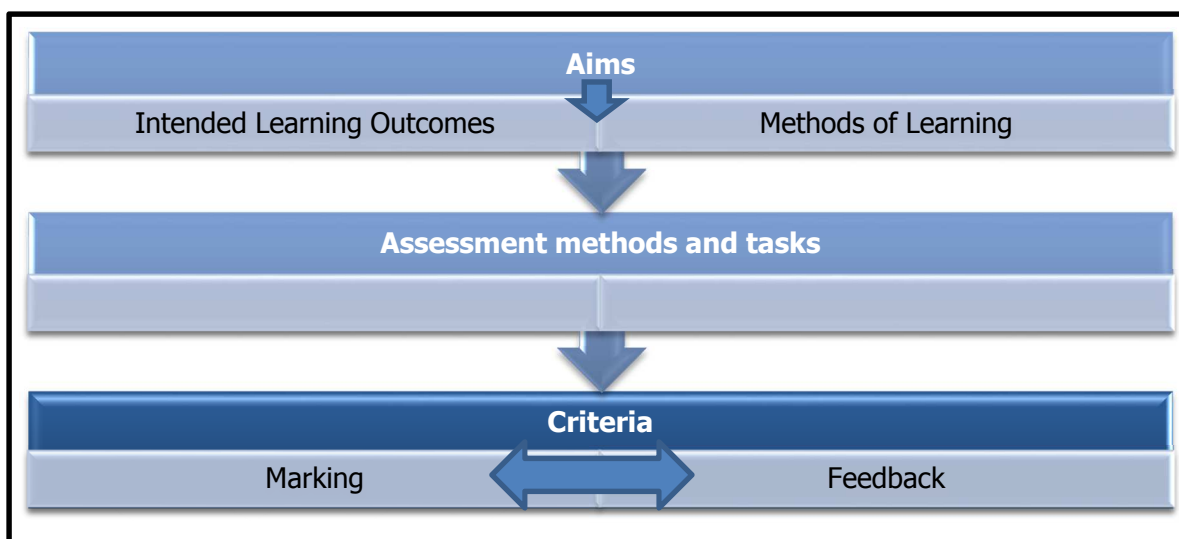 Aims
Intended Learning Outcomes
Methods of Learning
Assessment methods and tasks
Criteria
Marking
Feedback